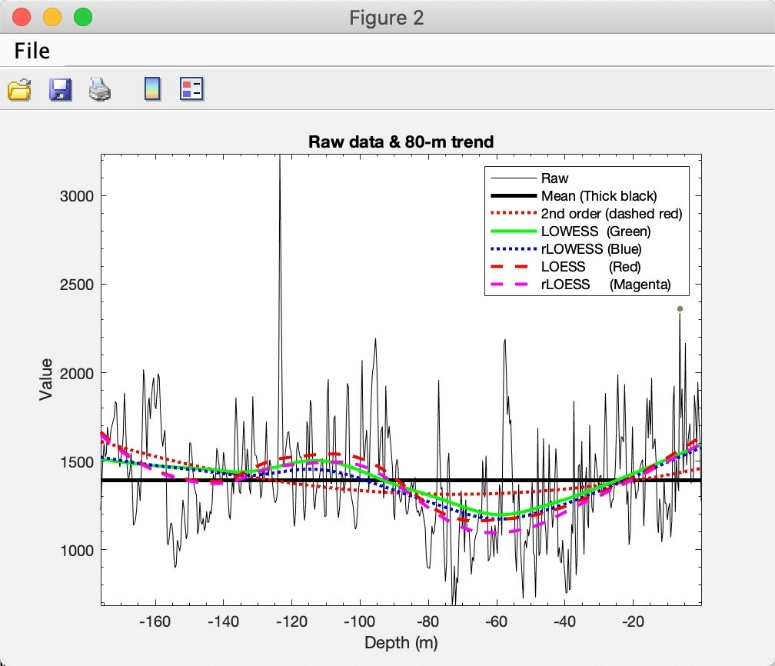 Figure 2
File
Raw data & 80-m trend
Raw
Mean (Thick black)
2nd order (dashed red)
LOWESS (Green)
rLOWESS (Blue)
LOESS (Red)
rLOESS (Magenta)
3000
2500
2000
1500
1000
Value
-160
-140
-120
-100
-80
-60
-40
-20
Depth (m)